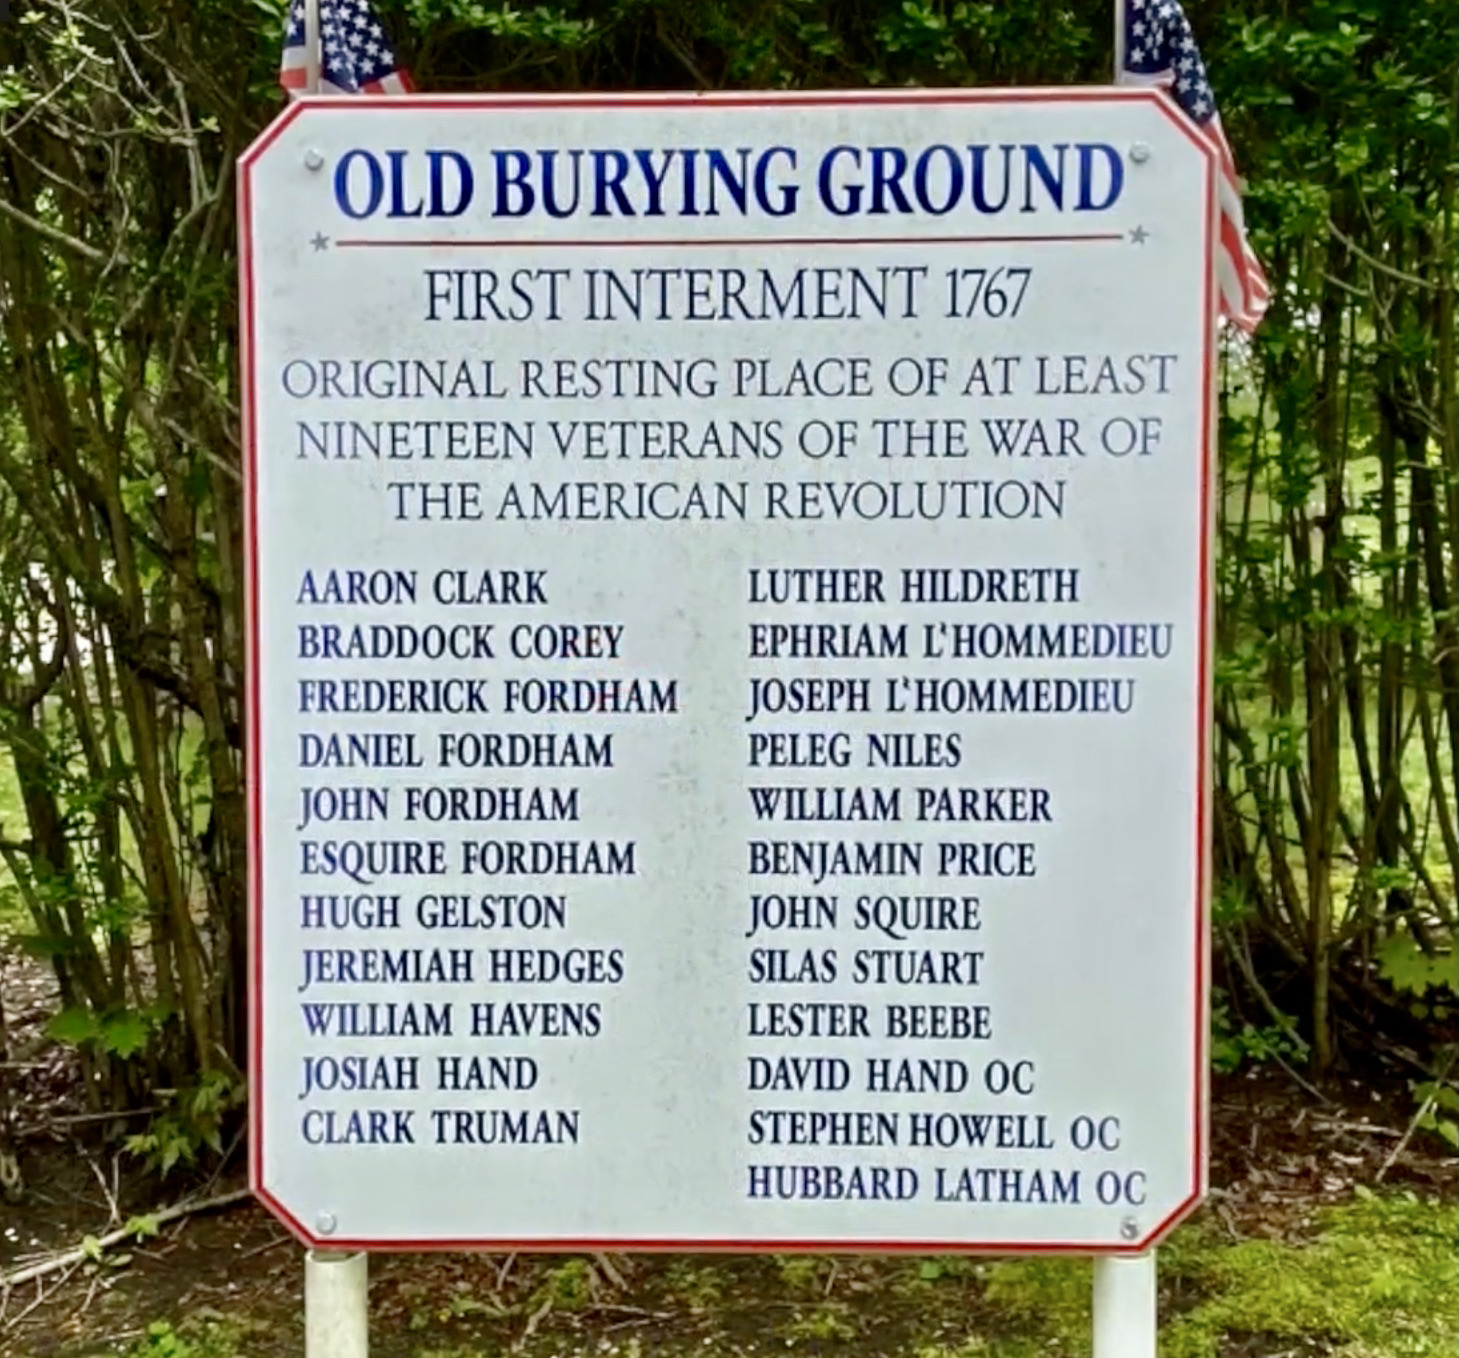 OLD BURYING GROUND
FIRST INTERMENT 1767
ORIGINAL RESTING PLACE OF AT LEAST
NINETEEN VETERANS OF THE WAR OF
THE AMERICAN REVOLUTION
AARON CLARK
BRADDOCK COREY
FREDERICK FORDHAM
DANIEL FORDHAM
JOHN FORDHAM
ESQUIRE FORDHAM
HUGH GELSTON
JEREMIAH HEDGES
WILLIAM HAVENS
JOSIAH HAND
CLARK TRUMAN
LUTHER HILDRETH
EPHRIAM L'HOMMEDIEU
JOSEPH L'HOMMEDIEU
PELEG NILES
WILLIAM PARKER
BENJAMIN PRICE
JOHN SQUIRE
SILAS STUART
LESTER BEEBE
DAVID HAND OC
STEPHEN HOWELL OC
HUBBARD LATHAM OC